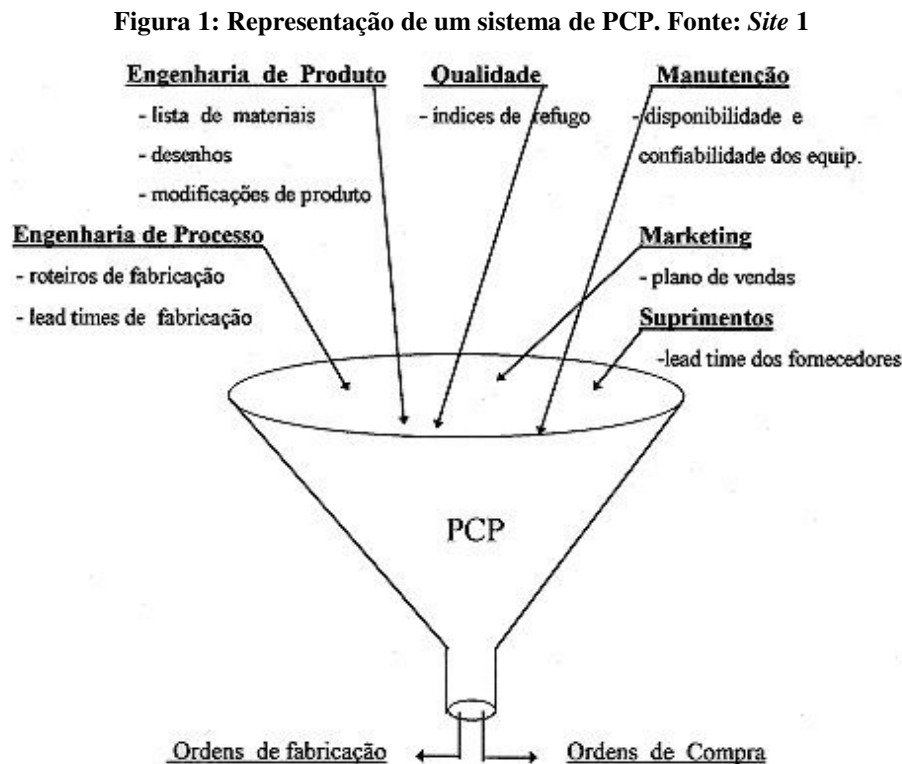 Figura 1: Representação de um sistema de PCP. Fonte: Site 1
Engenharia de Produto
- lista de materiais
- desenhos
- modificações de produto
Qualidade
- índices de refugo
Manutenção
- disponibilidade e
confiabilidade dos equip.
Engenharia de Processo
- roteiros de fabricação
- lead times de fabricação
Marketing
- plano de vendas
Suprimentos
-lead time dos fornecedores
PCP
Ordens de fabricação
Ordens de Compra